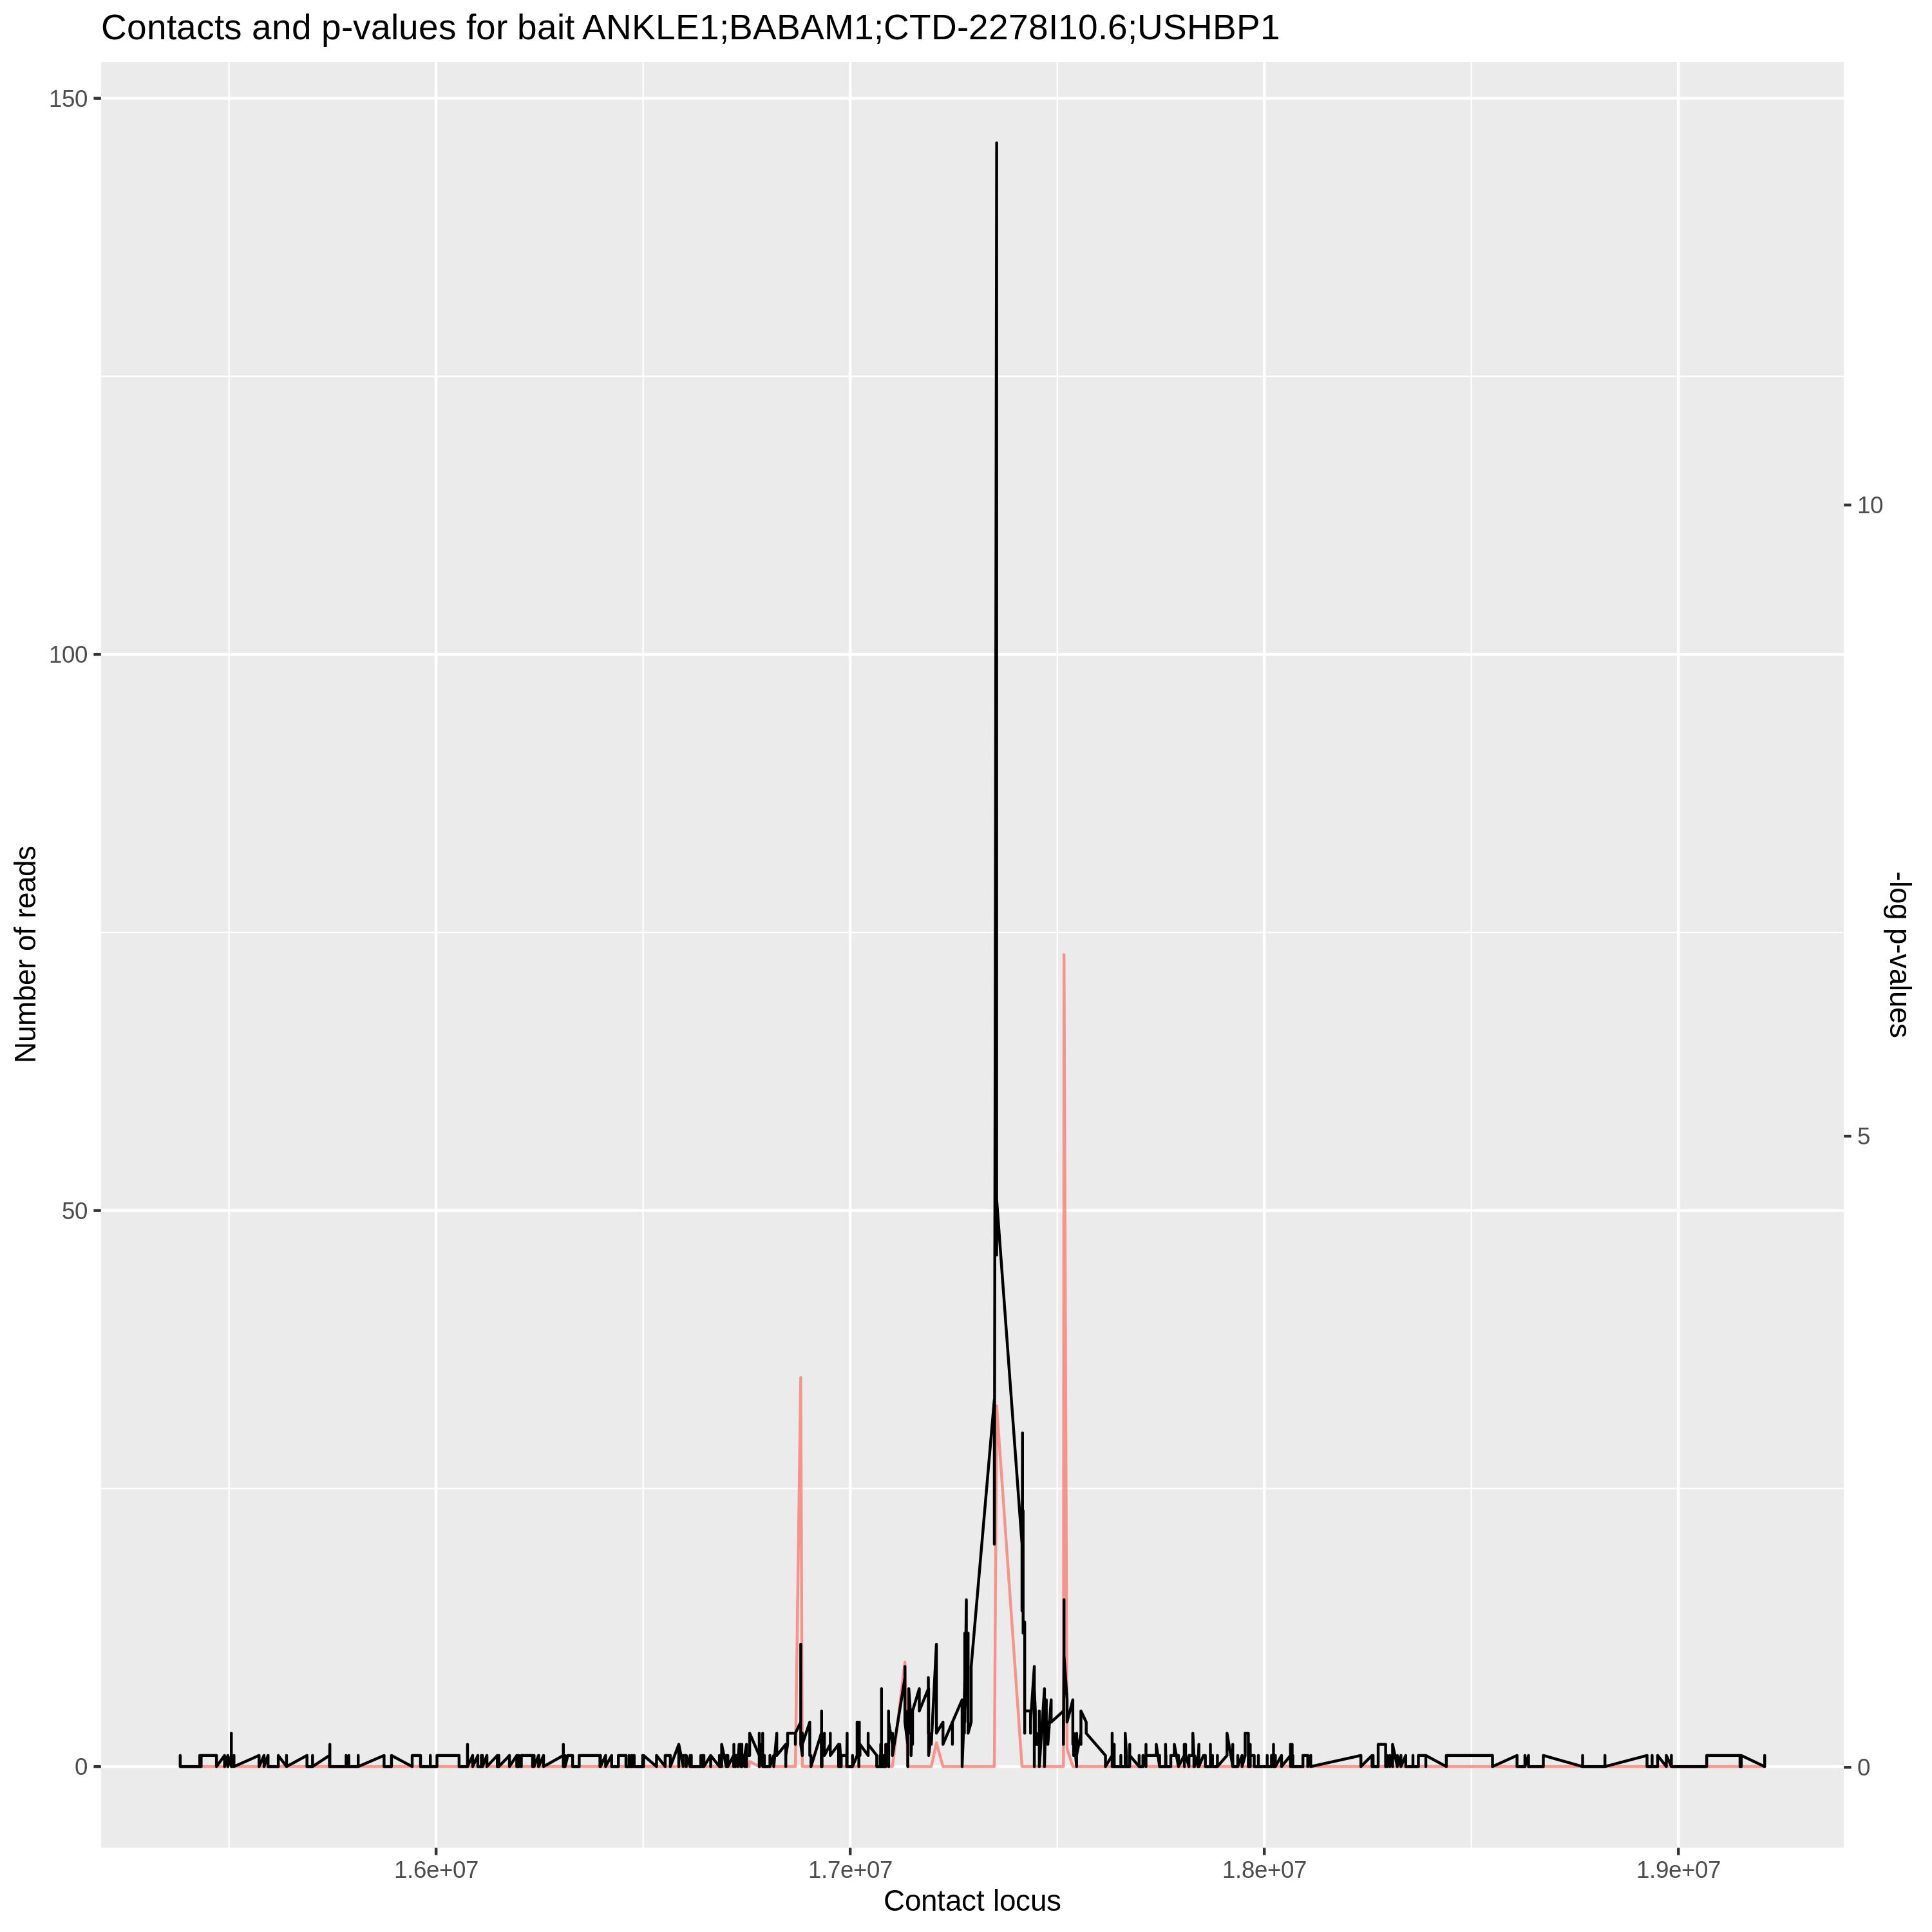 Contacts and p-values for bait ANKLE1;BABAM1;CTD-2278I10.6;USHBP1
150
100
50
0
Number of reads
10
5
0
-log p-values
1.6e+07 1.7e+07 1.8e+07 1.9e+07
Contact locus